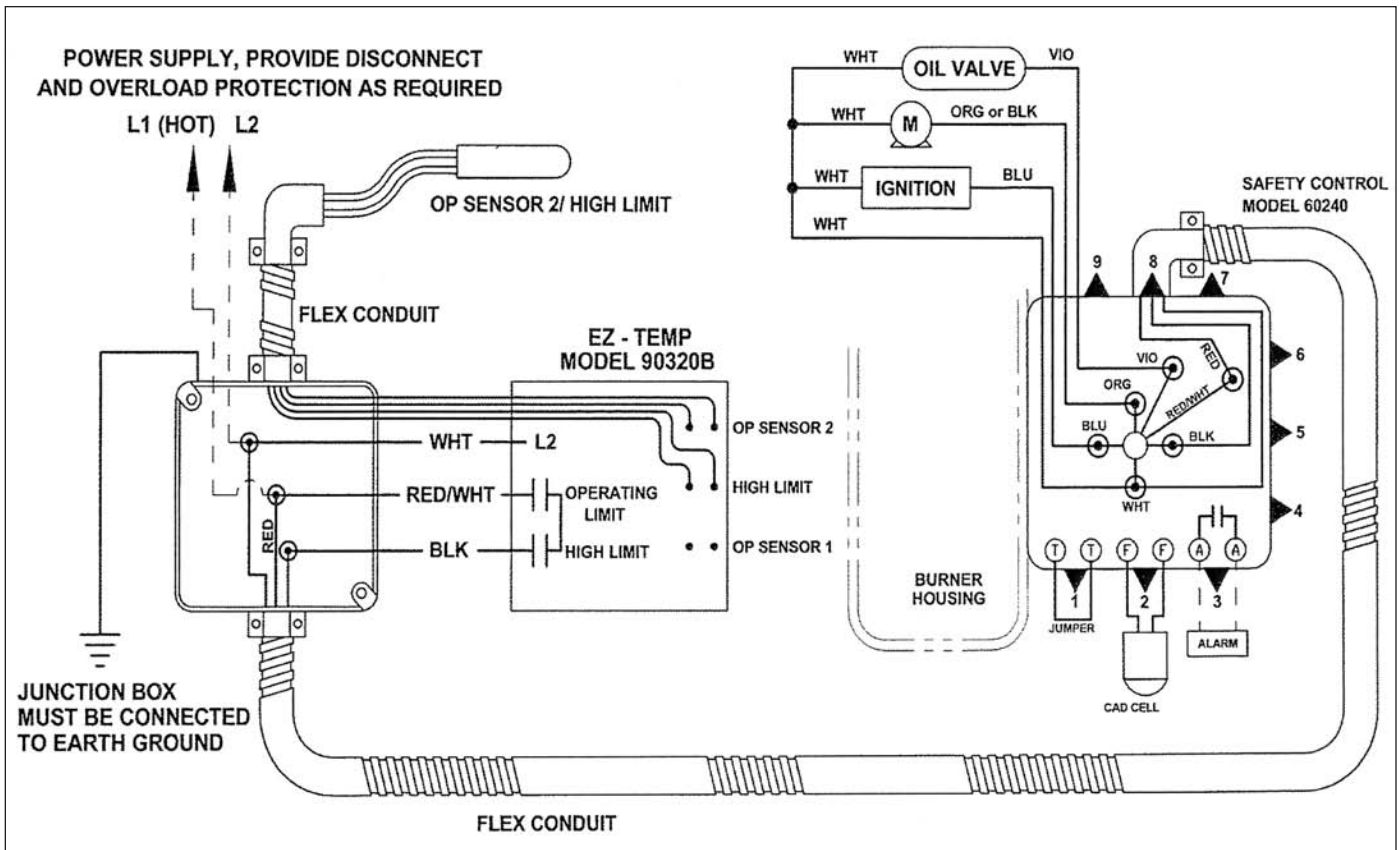 POWER SUPPLY, PROVIDE DISCONNECT
AND OVERLOAD PROTECTION AS REQUIRED
L1 (HOT) L2
OP SENSOR 2/ HIGH LIMIT
FLEX CONDUIT
EZ - TEMP
MODEL 90320B
WHT
L2
OP SENSOR 2
RED/WHT
OPERATING
LIMIT
HIGH LIMIT
RED
BLK
HIGH LIMIT
OP SENSOR 1
JUNCTION BOX
MUST BE CONNECTED
TO EARTH GROUND
FLEX CONDUIT
WHT
OIL VALVE
VIO
WHT
M
ORG or BLK
WHT
IGNITION
BLU
WHT
SAFETY CONTROL
MODEL 60240
BURNER
HOUSING
9
8
7
6
5
4
VIO
RED
ORG
RED/WHT
BLU
BLK
WHT
T T F F A A
1
2
3
JUMPER
CAD CELL
ALARM